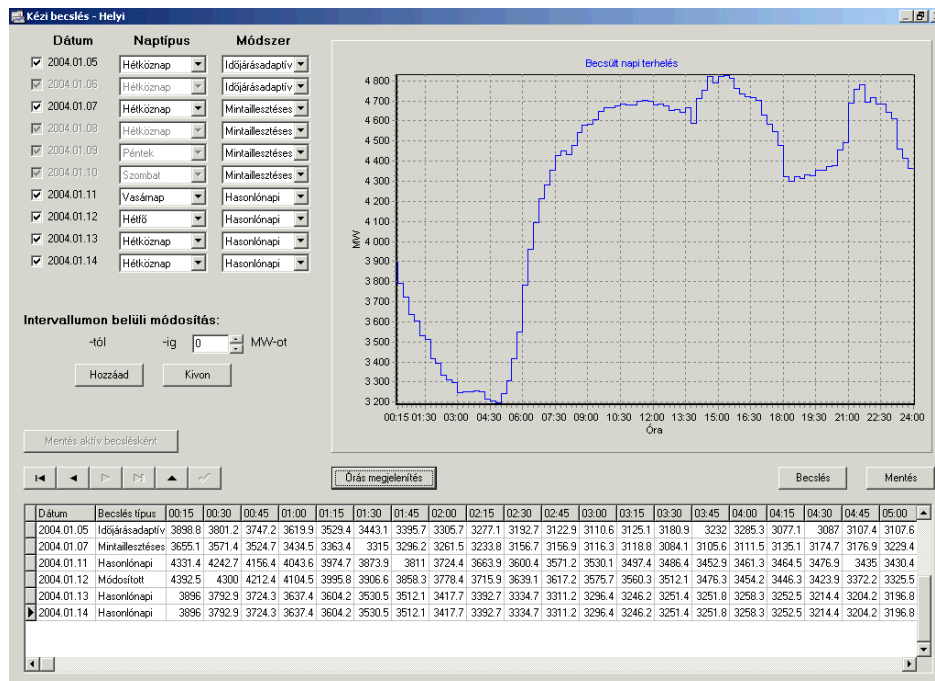 Kézi becslés - Helyi
Dátum Naptípus Módszer
2004.01.05 Hétköznap Időjárásadaptív
2004.01.06 Hétköznap Időjárásadaptív
2004.01.07 Hétköznap Mintaillesztéses
2004.01.08 Hétköznap Mintaillesztéses
2004.01.09 Péntek Mintaillesztéses
2004.01.10 Szombat Mintaillesztéses
2004.01.11 Vasárnap Hasonlónapi
2004.01.12 Hétfő Hasonlónapi
2004.01.13 Hétköznap Hasonlónapi
2004.01.14 Hétköznap Hasonlónapi
Intervallumon belüli módosítás:
-tól -ig 0 MW-ot
Hozzáad Kivon
Mentés aktív becslésként
Becsült napi terhelés
4 800
4 700
4 600
4 500
4 400
4 300
4 200
4 100
4 000
3 900
3 800
3 700
3 600
3 500
3 400
3 300
3 200
MW
00:15 01:30 03:00 04:30 06:00 07:30 09:00 10:30 12:00 13:30 15:00 16:30 18:00 19:30 21:00 22:30 24:00
Óra
Órás megjelenítés Becslés Mentés
Dátum Becslés típus 00:15 00:30 00:45 01:00 01:15 01:30 01:45 02:00 02:15 02:30 02:45 03:00 03:15 03:30 03:45 04:00 04:15 04:30 04:45 05:00
2004.01.05 Időjárásadaptív 3898.8 3801.2 3747.2 3619.9 3529.4 3443.1 3395.7 3305.7 3277.1 3192.7 3122.9 3110.6 3125.1 3180.9 3232 3285.3 3077.1 3087 3107.4 3107.6
2004.01.07 Mintaillesztéses 3655.1 3571.4 3524.7 3434.5 3363.4 3315 3296.2 3261.5 3233.8 3156.7 3156.9 3116.3 3118.8 3084.1 3105.6 3111.5 3135.1 3174.7 3176.9 3229.4
2004.01.11 Hasonlónapi 4331.4 4242.7 4156.4 4043.6 3974.7 3873.9 3811 3724.4 3663.9 3600.4 3571.2 3530.1 3497.4 3486.4 3452.9 3461.3 3464.5 3476.9 3435 3430.4
2004.01.12 Módosított 4392.5 4300 4212.4 4104.5 3995.8 3906.6 3858.3 3778.4 3715.9 3639.1 3617.2 3575.7 3560.3 3512.1 3476.3 3454.2 3446.3 3423.9 3372.2 3325.5
2004.01.13 Hasonlónapi 3896 3792.9 3724.3 3637.4 3604.2 3530.5 3512.1 3417.7 3392.7 3334.7 3311.2 3296.4 3246.2 3251.4 3251.8 3258.3 3252.5 3214.4 3204.2 3196.8
2004.01.14 Hasonlónapi 3896 3792.9 3724.3 3637.4 3604.2 3530.5 3512.1 3417.7 3392.7 3334.7 3311.2 3296.4 3246.2 3251.4 3251.8 3258.3 3252.5 3214.4 3204.2 3196.8